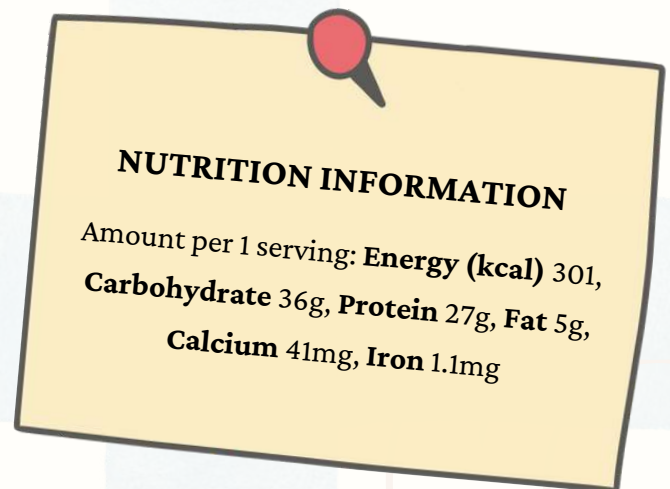 NUTRITION INFORMATION
Amount per 1 serving: Energy (kcal) 301,
Carbohydrate 36g, Protein 27g, Fat 5g,
Calcium 41mg, Iron 1.1mg